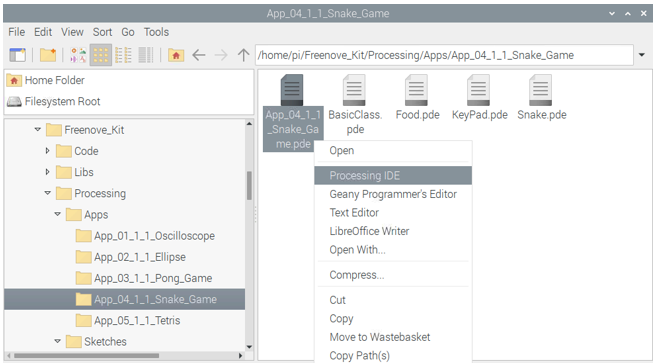 App_04_1_1_Snake_Game
File Edit View Sort Go Tools
/home/pi/Freenove_Kit/Processing/Apps/App_04_1_1_Snake_Game
Home Folder
Filesystem Root
Freenove_Kit
Code
Libs
Processing
Apps
App_01_1_1_Oscilloscope
App_02_1_1_Ellipse
App_03_1_1_Pong_Game
App_04_1_1_Snake_Game
App_05_1_1_Tetris
Sketches
App_04_1_1
_Snake_Ga
me.pde
BasicClass.
pde
Food.pde
KeyPad.pde
Snake.pde
Open
Processing IDE
Geany Programmer's Editor
Text Editor
LibreOffice Writer
Open With...
Compress...
Cut
Copy
Move to Wastebasket
Copy Path(s)